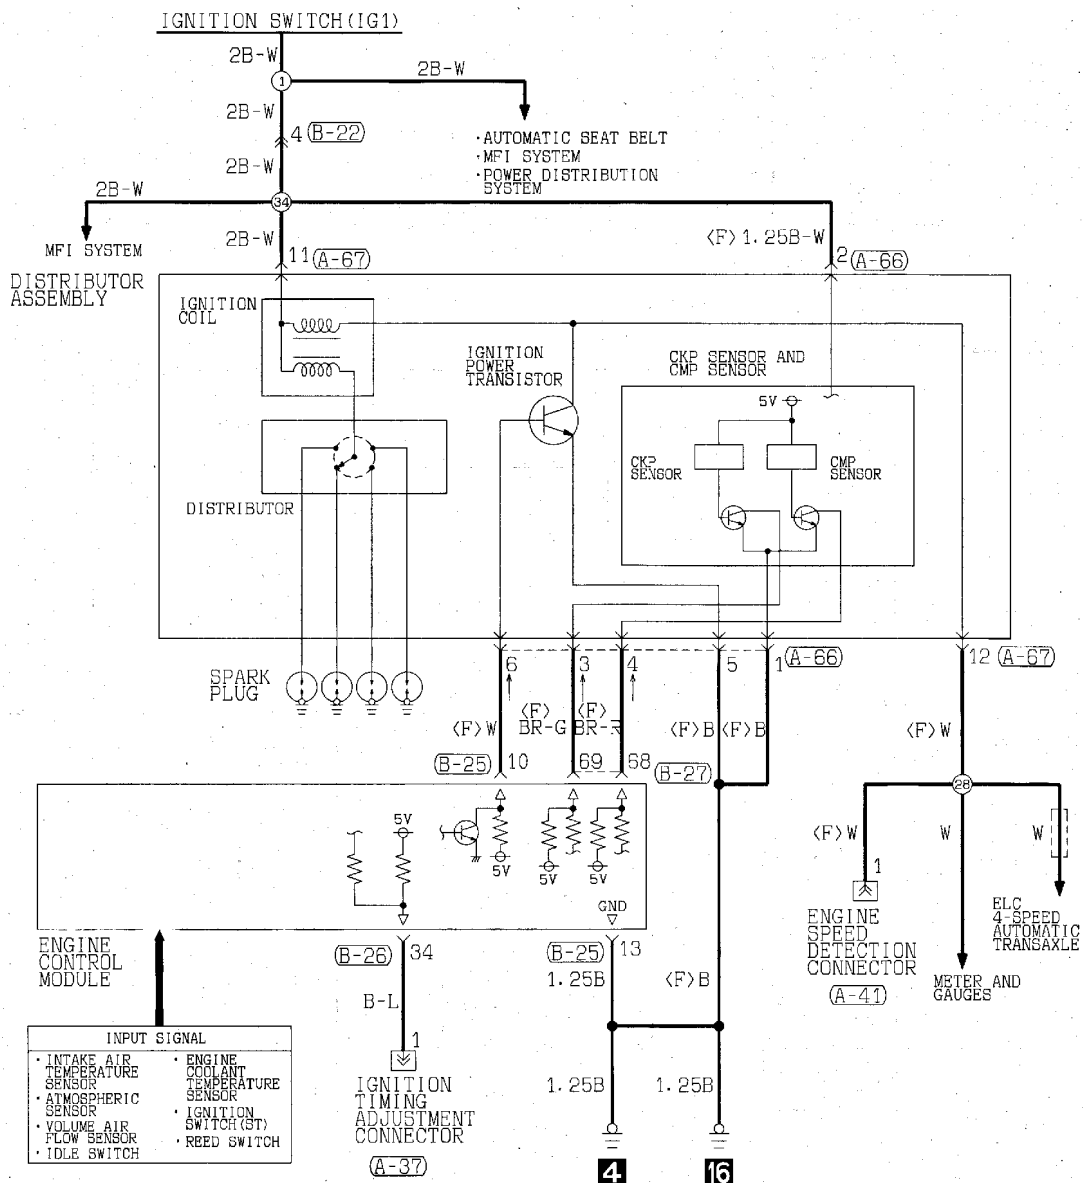 IGNITION SWITCH(IG1)
2B-W
1
2B-W
2B-W
4 (B-22)
·AUTOMATIC SEAT BELT
·MFI SYSTEM
·POWER DISTRIBUTION
SYSTEM
2B-W
2B-W
34
MFI SYSTEM
2B-W
11 (A-67)
<F>1.25B-W
2 (A-66)
DISTRIBUTOR
ASSEMBLY
IGNITION
COIL
IGNITION
POWER
TRANSISTOR
CKP SENSOR AND
CMP SENSOR
5V
CKP
SENSOR
CMP
SENSOR
DISTRIBUTOR
SPARK
PLUG
6
3
4
5
1 (A-66)
12 (A-67)
<F>W
<F>
BR-G
<F>
BR-R
<F>B
<F>B
<F>W
(B-25) 10
69
68
(B-27)
28
5V
5V
5V
5V
<F>W
W
W
1
GND
ENGINE
CONTROL
MODULE
(B-26) 34
(B-25) 13
ENGINE
SPEED
DETECTION
CONNECTOR
(A-41)
METER AND
GAUGES
ELC
4-SPEED
AUTOMATIC
TRANSAXLE
B-L
1.25B
<F>B
1
IGNITION
TIMING
ADJUSTMENT
CONNECTOR
(A-37)
INPUT SIGNAL
· INTAKE AIR
TEMPERATURE
SENSOR
· ATMOSPHERIC
SENSOR
· VOLUME AIR
FLOW SENSOR
· IDLE SWITCH
· ENGINE
COOLANT
TEMPERATURE
SENSOR
· IGNITION
SWITCH(ST)
· REED SWITCH
1.25B
1.25B
4
16